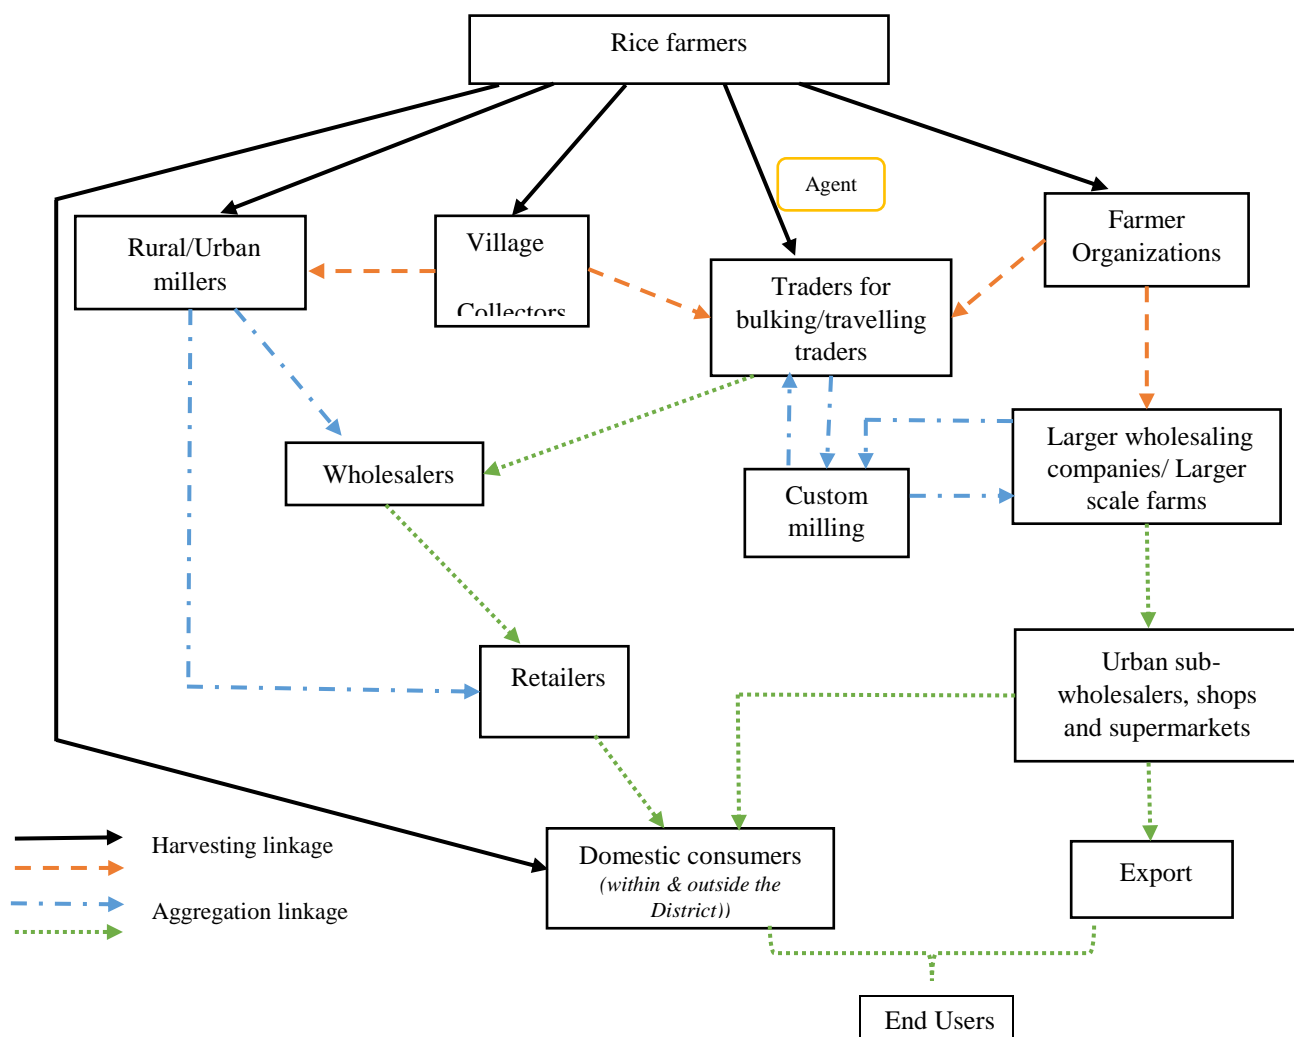 Rice farmers
Agent
Rural/Urban
millers
Village
Collectors
Traders for
bulking/travelling
traders
Farmer
Organizations
Wholesalers
Custom
milling
Larger wholesaling
companies/ Larger
scale farms
Retailers
Urban sub-
wholesalers, shops
and supermarkets
Harvesting linkage
Aggregation linkage
Domestic consumers
(within & outside the
District))
Export
End Users